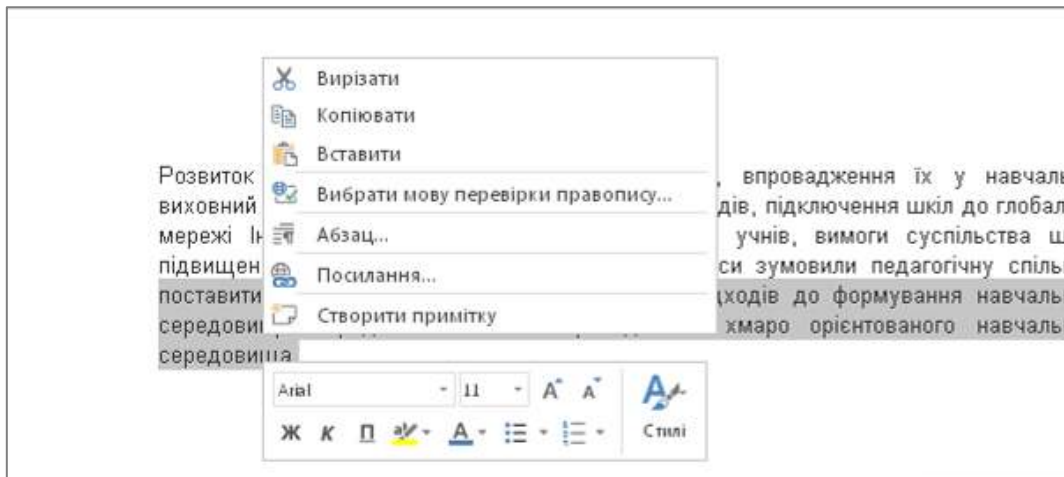 Вирізати
Копіювати
Вставити
Вибрати мову перевірки правопису...
Абзац...
Посилання...
Створити примітку
Розвиток , впровадження їх у навчаль
виховний дів, підключення шкіл до глобал
мережі Ін учнів, вимоги суспільства щ
підвищен си зумовили педагогічну спіль
поставити дходів до формування навчаль
середови хмаро орієнтованого навчаль
середовища.
Arial 11
Ж К П Стилі